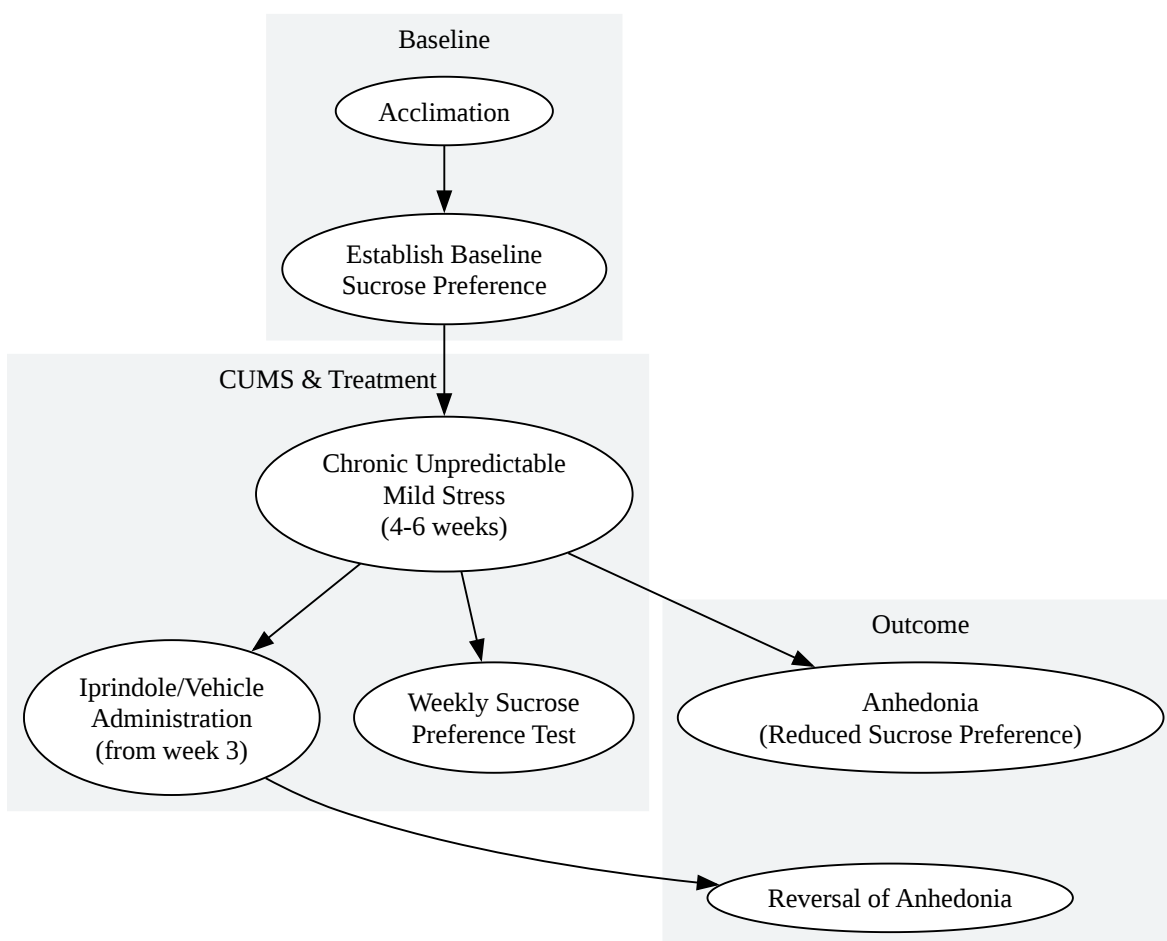 Baseline
Acclimation
Establish Baseline
Sucrose Preference
CUMS & Treatment
Chronic Unpredictable
Mild Stress
(4-6 weeks)
Iprindole/Vehicle
Administration
(from week 3)
Weekly Sucrose
Preference Test
Outcome
Anhedonia
(Reduced Sucrose Preference)
Reversal of Anhedonia